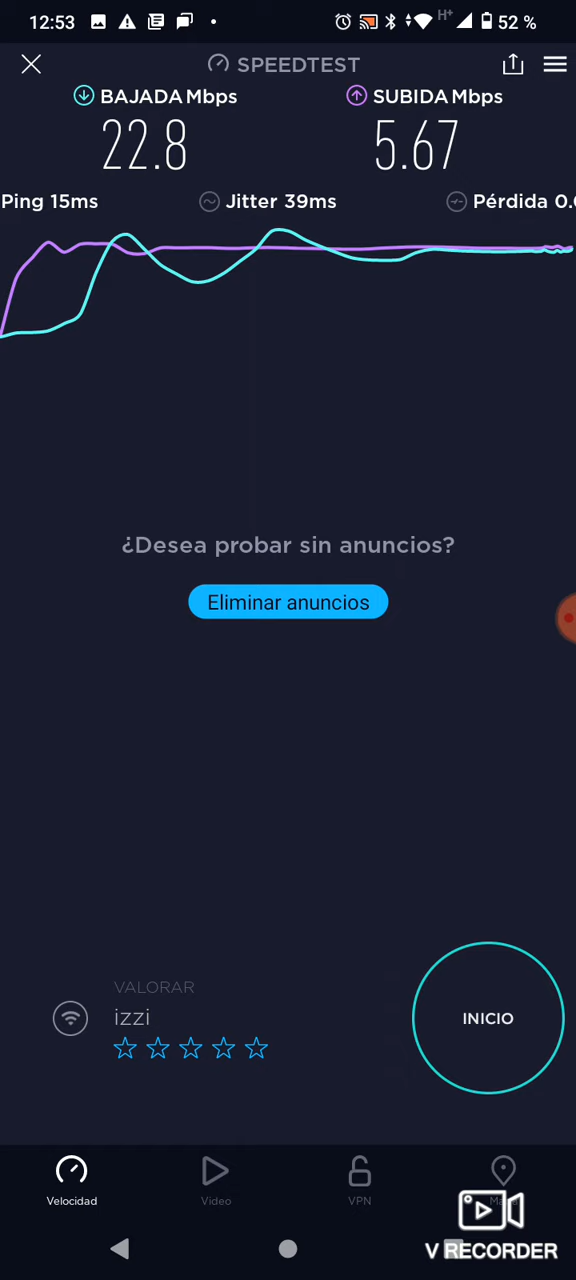 12:53 H+ 52 %
SPEEDTEST
BAJADA Mbps SUBIDA Mbps
22.8 5.67
Ping 15ms Jitter 39ms Pérdida 0.
¿Desea probar sin anuncios?
Eliminar anuncios
VALORAR
izzi
INICIO
Velocidad Video VPN
V RECORDER